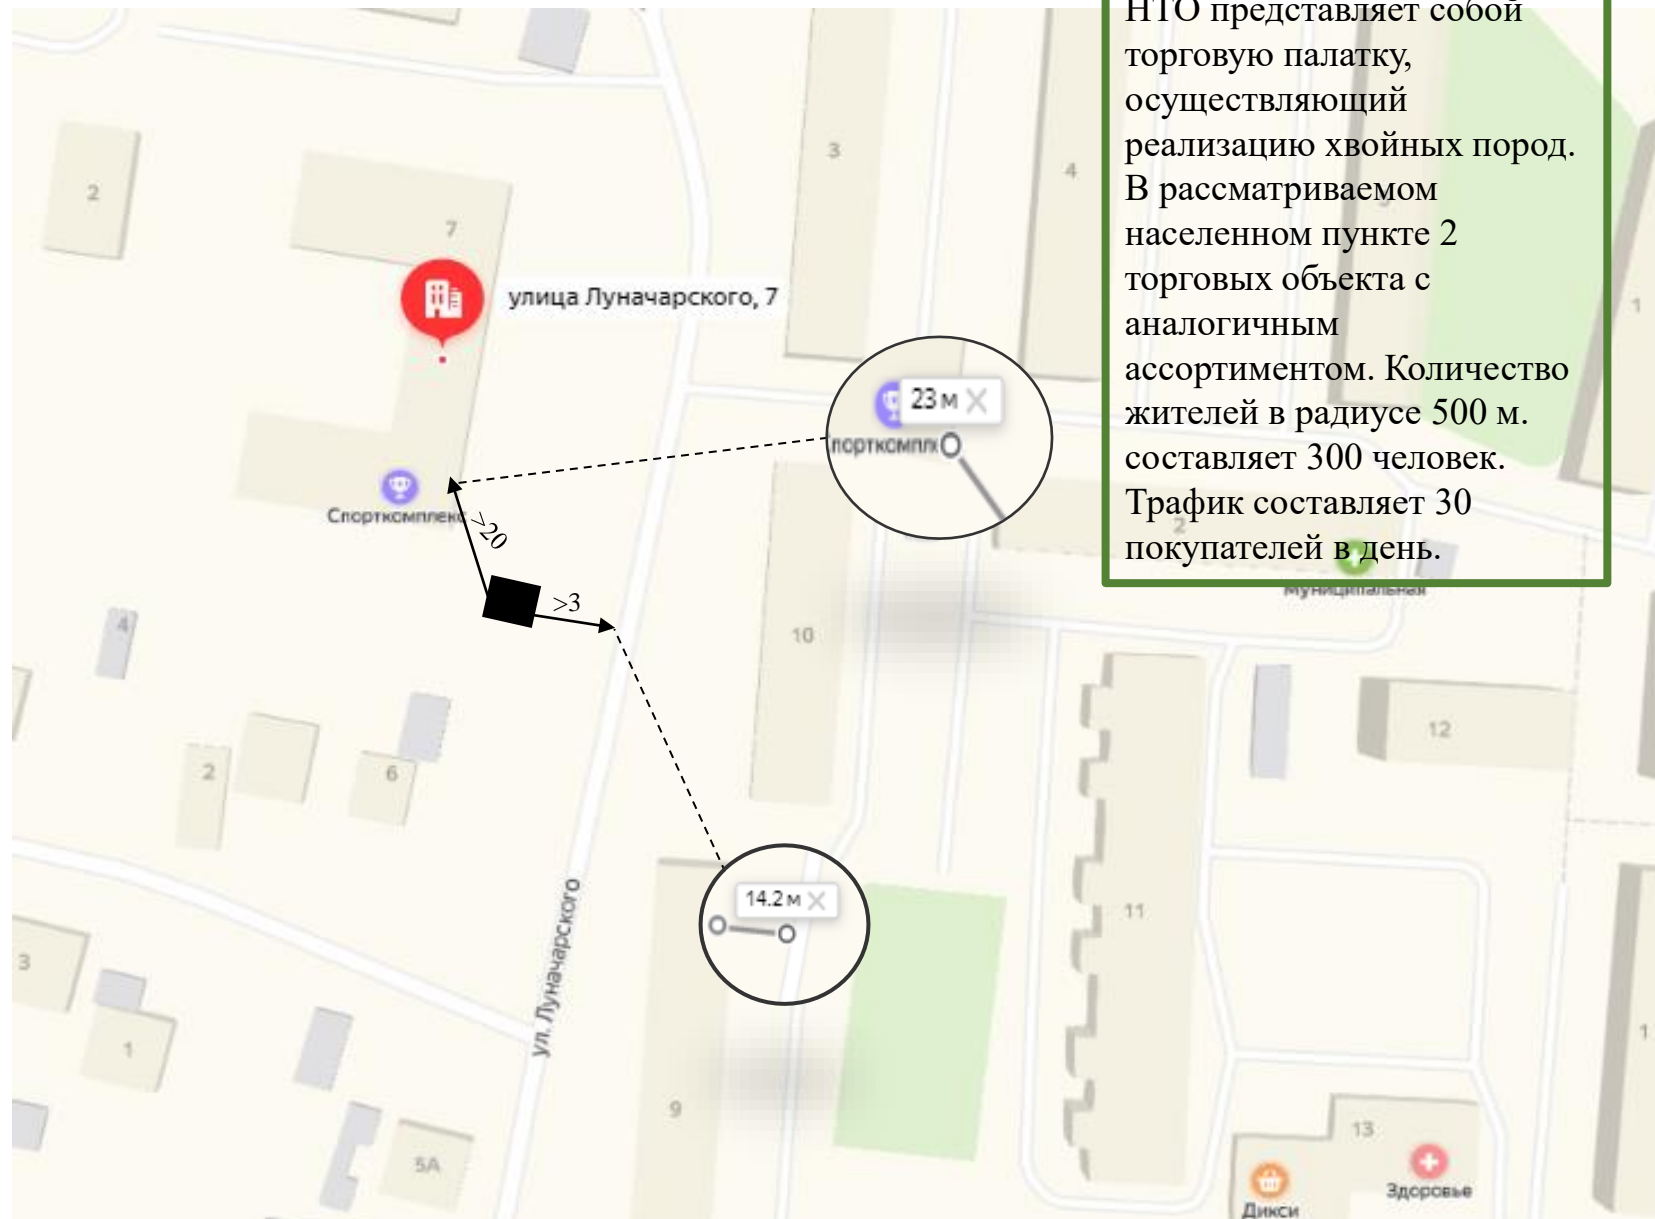 НТО представляет собой
торговую палатку,
осуществляющий
реализацию хвойных пород.
В рассматриваемом
населенном пункте 2
торговых объекта с
аналогичным
ассортиментом. Количество
жителей в радиусе 500 м.
составляет 300 человек.
Трафик составляет 30
покупателей в день.
3
4
2
7
1
улица Луначарского, 7
23 м
порткомпл
Спорткомплекс
>20
2
Муниципальная
>3
4
10
12
2
6
14.2 м
11
ул. Луначарского
3
1
1
9
5А
13
Здоровье
Дикси